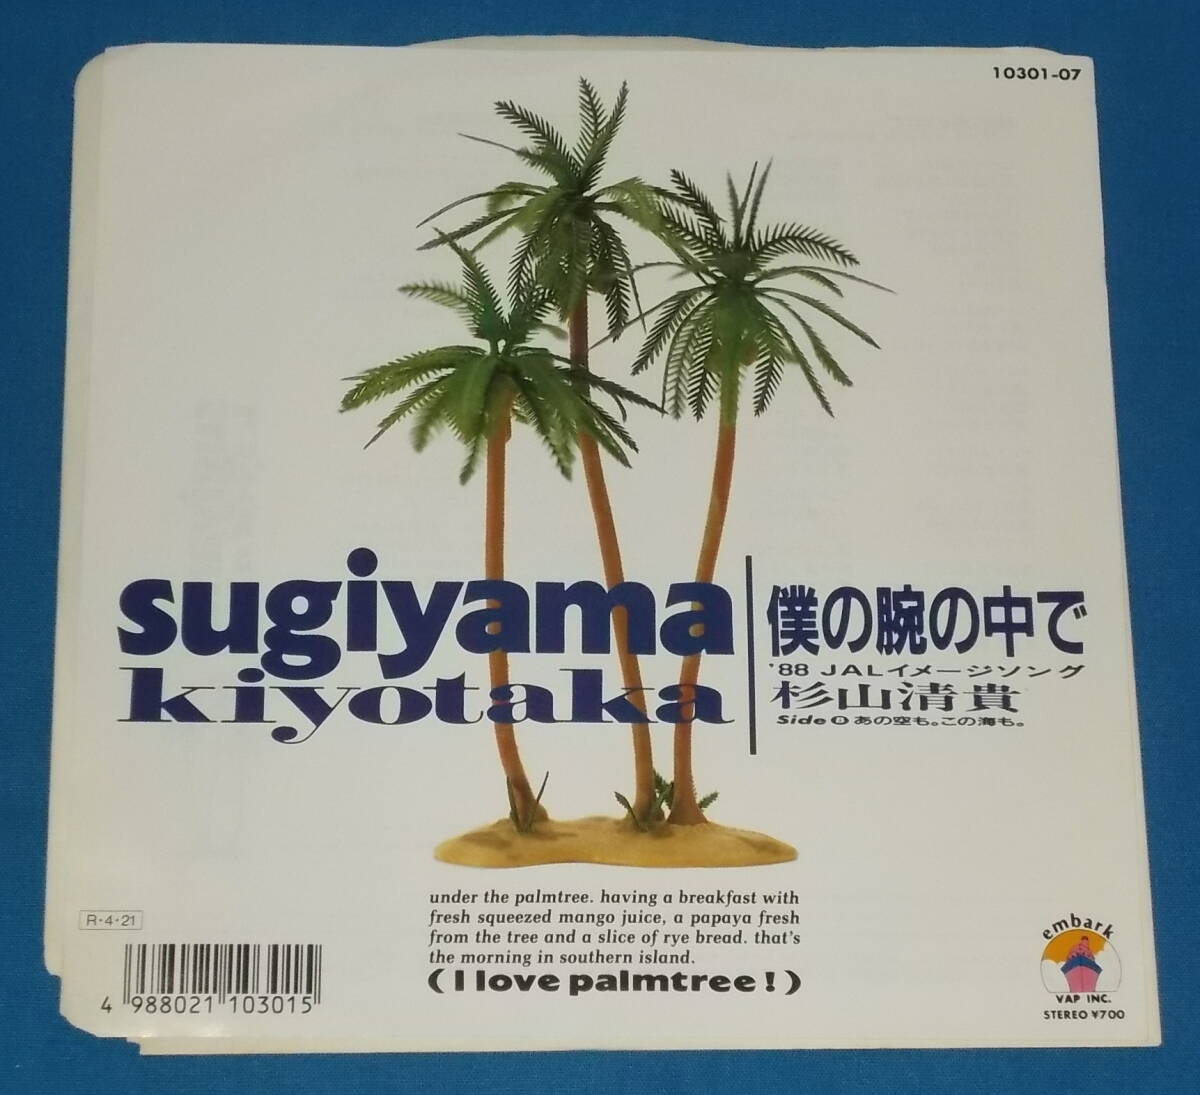 10301-07
sugiyama
kiyotaka
僕の腕の中で
'88 JALイメージソング
杉山清貴
Side Ⓑ あの空も。この海も。
under the palmtree. having a breakfast with
fresh squeezed mango juice, a papaya fresh
from the tree and a slice of rye bread. that's
the morning in southern island.
(I love palmtree!)
R・4・21
4 988021 103015
embark
VAP INC.
STEREO ¥700